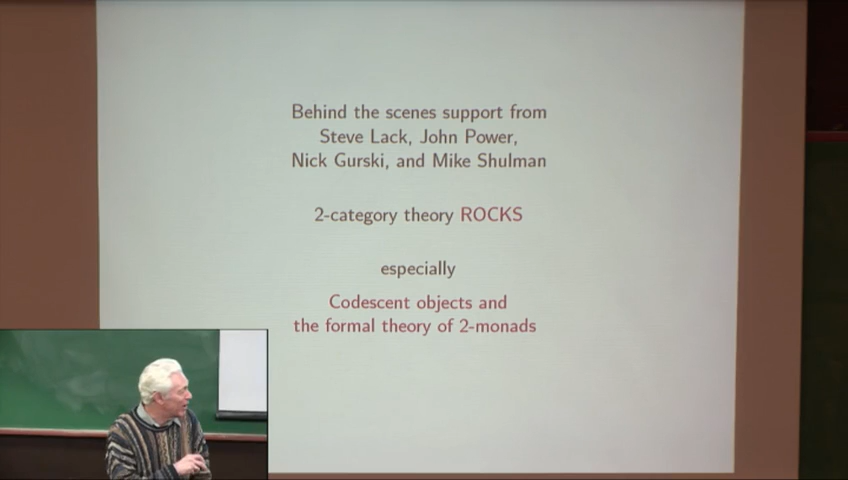 Behind the scenes support from
Steve Lack, John Power,
Nick Gurski, and Mike Shulman
2-category theory ROCKS
especially
Codescent objects and
the formal theory of 2-monads